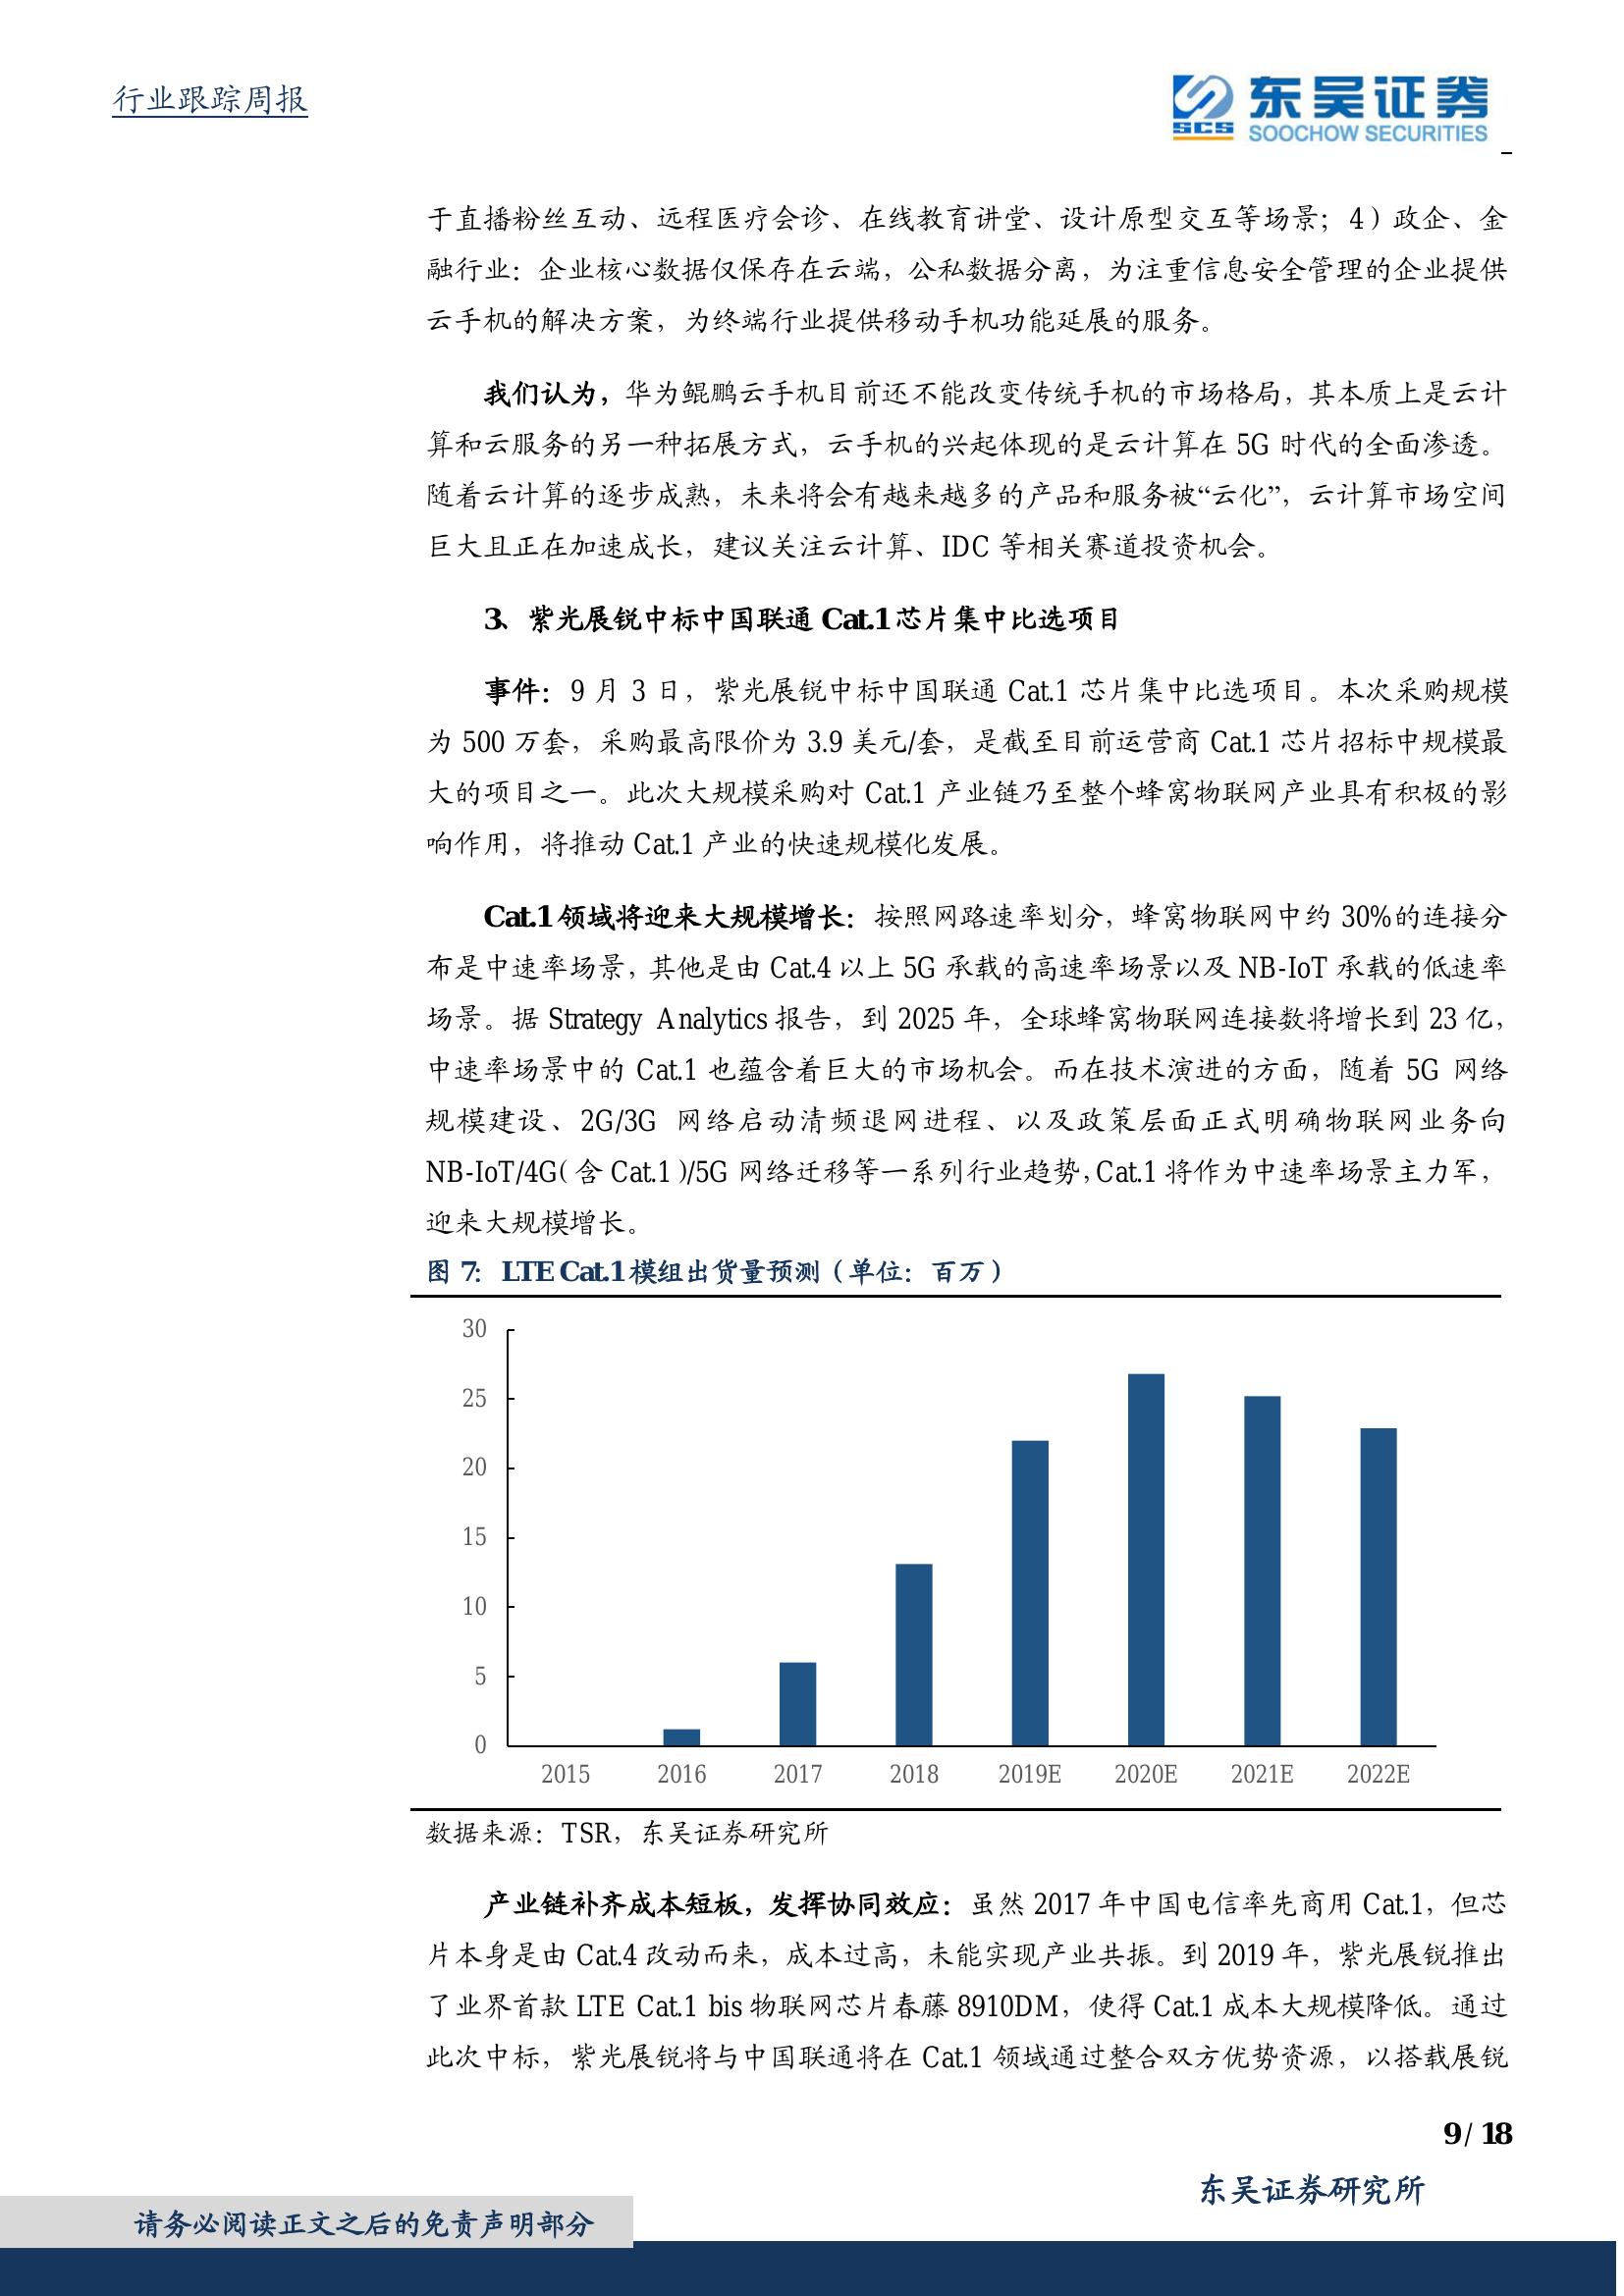 行业跟踪周报
SCS
东吴证券
SOOCHOW SECURITIES
于直播粉丝互动、远程医疗会诊、在线教育讲堂、设计原型交互等场景；4）政企、金
融行业：企业核心数据仅保存在云端，公私数据分离，为注重信息安全管理的企业提供
云手机的解决方案，为终端行业提供移动手机功能延展的服务。
我们认为，华为鲲鹏云手机目前还不能改变传统手机的市场格局，其本质上是云计
算和云服务的另一种拓展方式，云手机的兴起体现的是云计算在 5G 时代的全面渗透。
随着云计算的逐步成熟，未来将会有越来越多的产品和服务被“云化”，云计算市场空间
巨大且正在加速成长，建议关注云计算、IDC 等相关赛道投资机会。
3、紫光展锐中标中国联通 Cat.1 芯片集中比选项目
事件：9 月 3 日，紫光展锐中标中国联通 Cat.1 芯片集中比选项目。本次采购规模
为 500 万套，采购最高限价为 3.9 美元/套，是截至目前运营商 Cat.1 芯片招标中规模最
大的项目之一。此次大规模采购对 Cat.1 产业链乃至整个蜂窝物联网产业具有积极的影
响作用，将推动 Cat.1 产业的快速规模化发展。
Cat.1 领域将迎来大规模增长：按照网路速率划分，蜂窝物联网中约 30%的连接分
布是中速率场景，其他是由 Cat.4 以上 5G 承载的高速率场景以及 NB-IoT 承载的低速率
场景。据 Strategy Analytics 报告，到 2025 年，全球蜂窝物联网连接数将增长到 23 亿，
中速率场景中的 Cat.1 也蕴含着巨大的市场机会。而在技术演进的方面，随着 5G 网络
规模建设、2G/3G 网络启动清频退网进程、以及政策层面正式明确物联网业务向
NB-IoT/4G（含 Cat.1）/5G 网络迁移等一系列行业趋势，Cat.1 将作为中速率场景主力军，
迎来大规模增长。
图 7：LTE Cat.1 模组出货量预测（单位：百万）
30
25
20
15
10
5
0
2015 2016 2017 2018 2019E 2020E 2021E 2022E
数据来源：TSR，东吴证券研究所
产业链补齐成本短板，发挥协同效应：虽然 2017 年中国电信率先商用 Cat.1，但芯
片本身是由 Cat.4 改动而来，成本过高，未能实现产业共振。到 2019 年，紫光展锐推出
了业界首款 LTE Cat.1 bis 物联网芯片春藤 8910DM，使得 Cat.1 成本大规模降低。通过
此次中标，紫光展锐将与中国联通将在 Cat.1 领域通过整合双方优势资源，以搭载展锐
9 / 18
东吴证券研究所
请务必阅读正文之后的免责声明部分